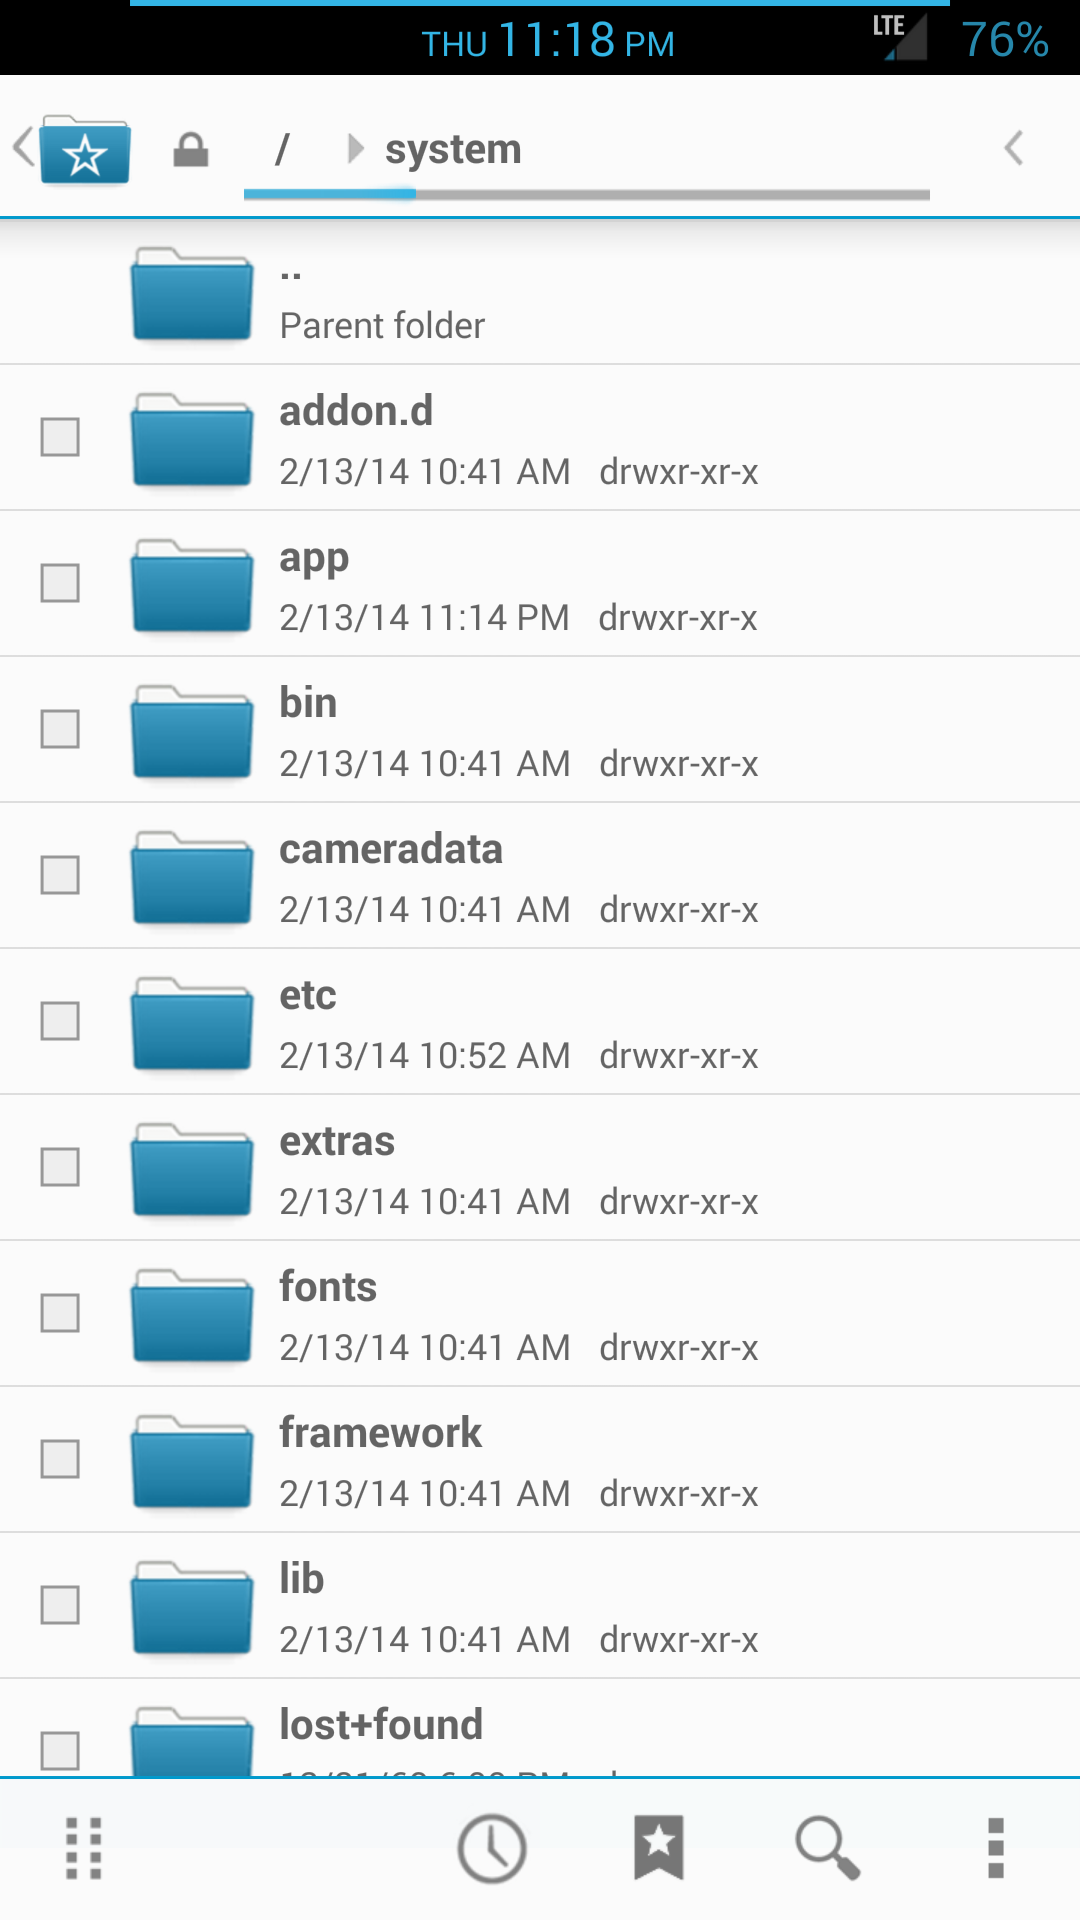 THU 11:18 PM LTE 76%
/ system
..
Parent folder
addon.d
2/13/14 10:41 AM drwxr-xr-x
app
2/13/14 11:14 PM drwxr-xr-x
bin
2/13/14 10:41 AM drwxr-xr-x
cameradata
2/13/14 10:41 AM drwxr-xr-x
etc
2/13/14 10:52 AM drwxr-xr-x
extras
2/13/14 10:41 AM drwxr-xr-x
fonts
2/13/14 10:41 AM drwxr-xr-x
framework
2/13/14 10:41 AM drwxr-xr-x
lib
2/13/14 10:41 AM drwxr-xr-x
lost+found